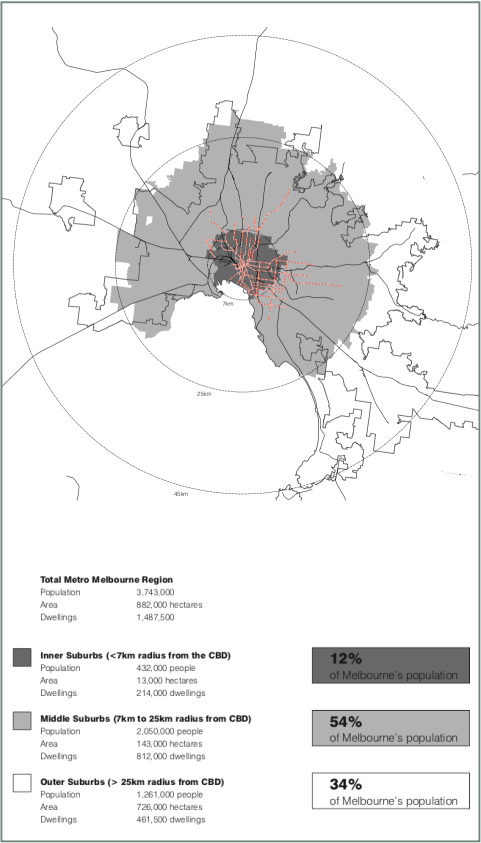 7km
25km
45km
Total Metro Melbourne Region
Population 3,743,000
Area 882,000 hectares
Dwellings 1,487,500
Inner Suburbs (<7km radius from the CBD)
Population 432,000 people
Area 13,000 hectares
Dwellings 214,000 dwellings
12%
of Melbourne's population
Middle Suburbs (7km to 25km radius from CBD)
Population 2,050,000 people
Area 143,000 hectares
Dwellings 812,000 dwellings
54%
of Melbourne's population
Outer Suburbs (> 25km radius from CBD)
Population 1,261,000 people
Area 726,000 hectares
Dwellings 461,500 dwellings
34%
of Melbourne's population